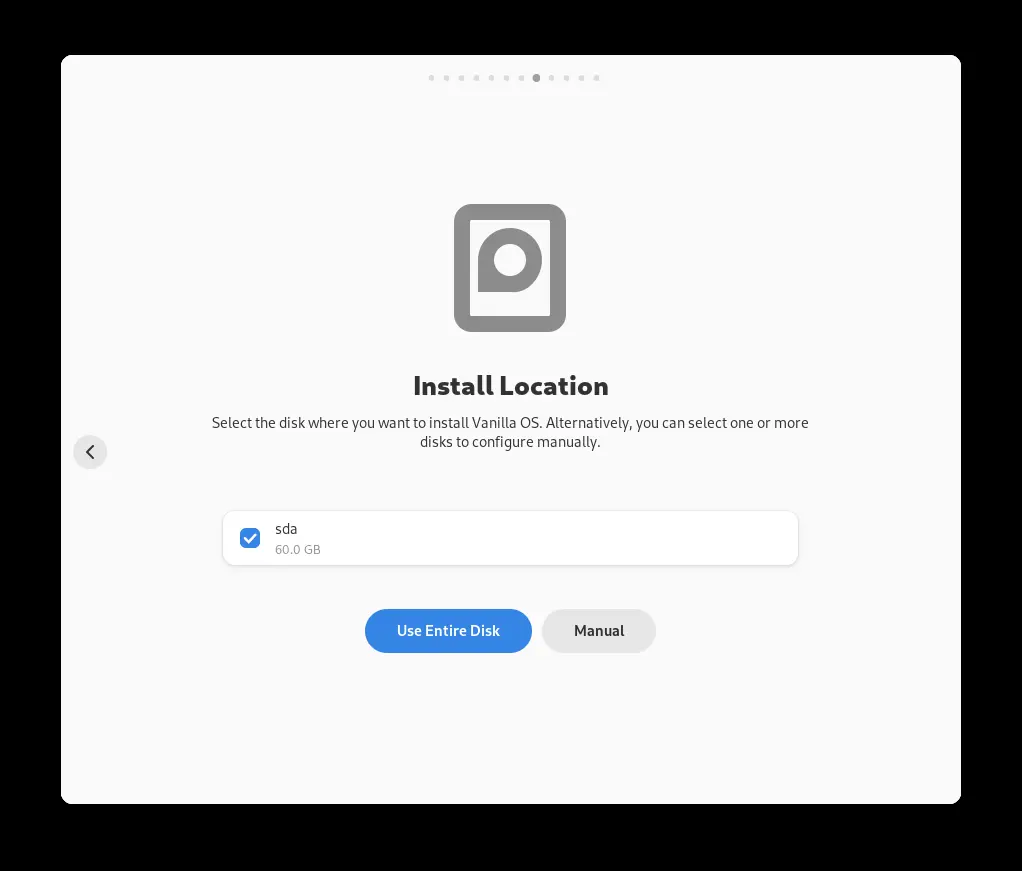 Install Location
Select the disk where you want to install Vanilla OS. Alternatively, you can select one or more
disks to configure manually.
sda
60.0 GB
Use Entire Disk
Manual